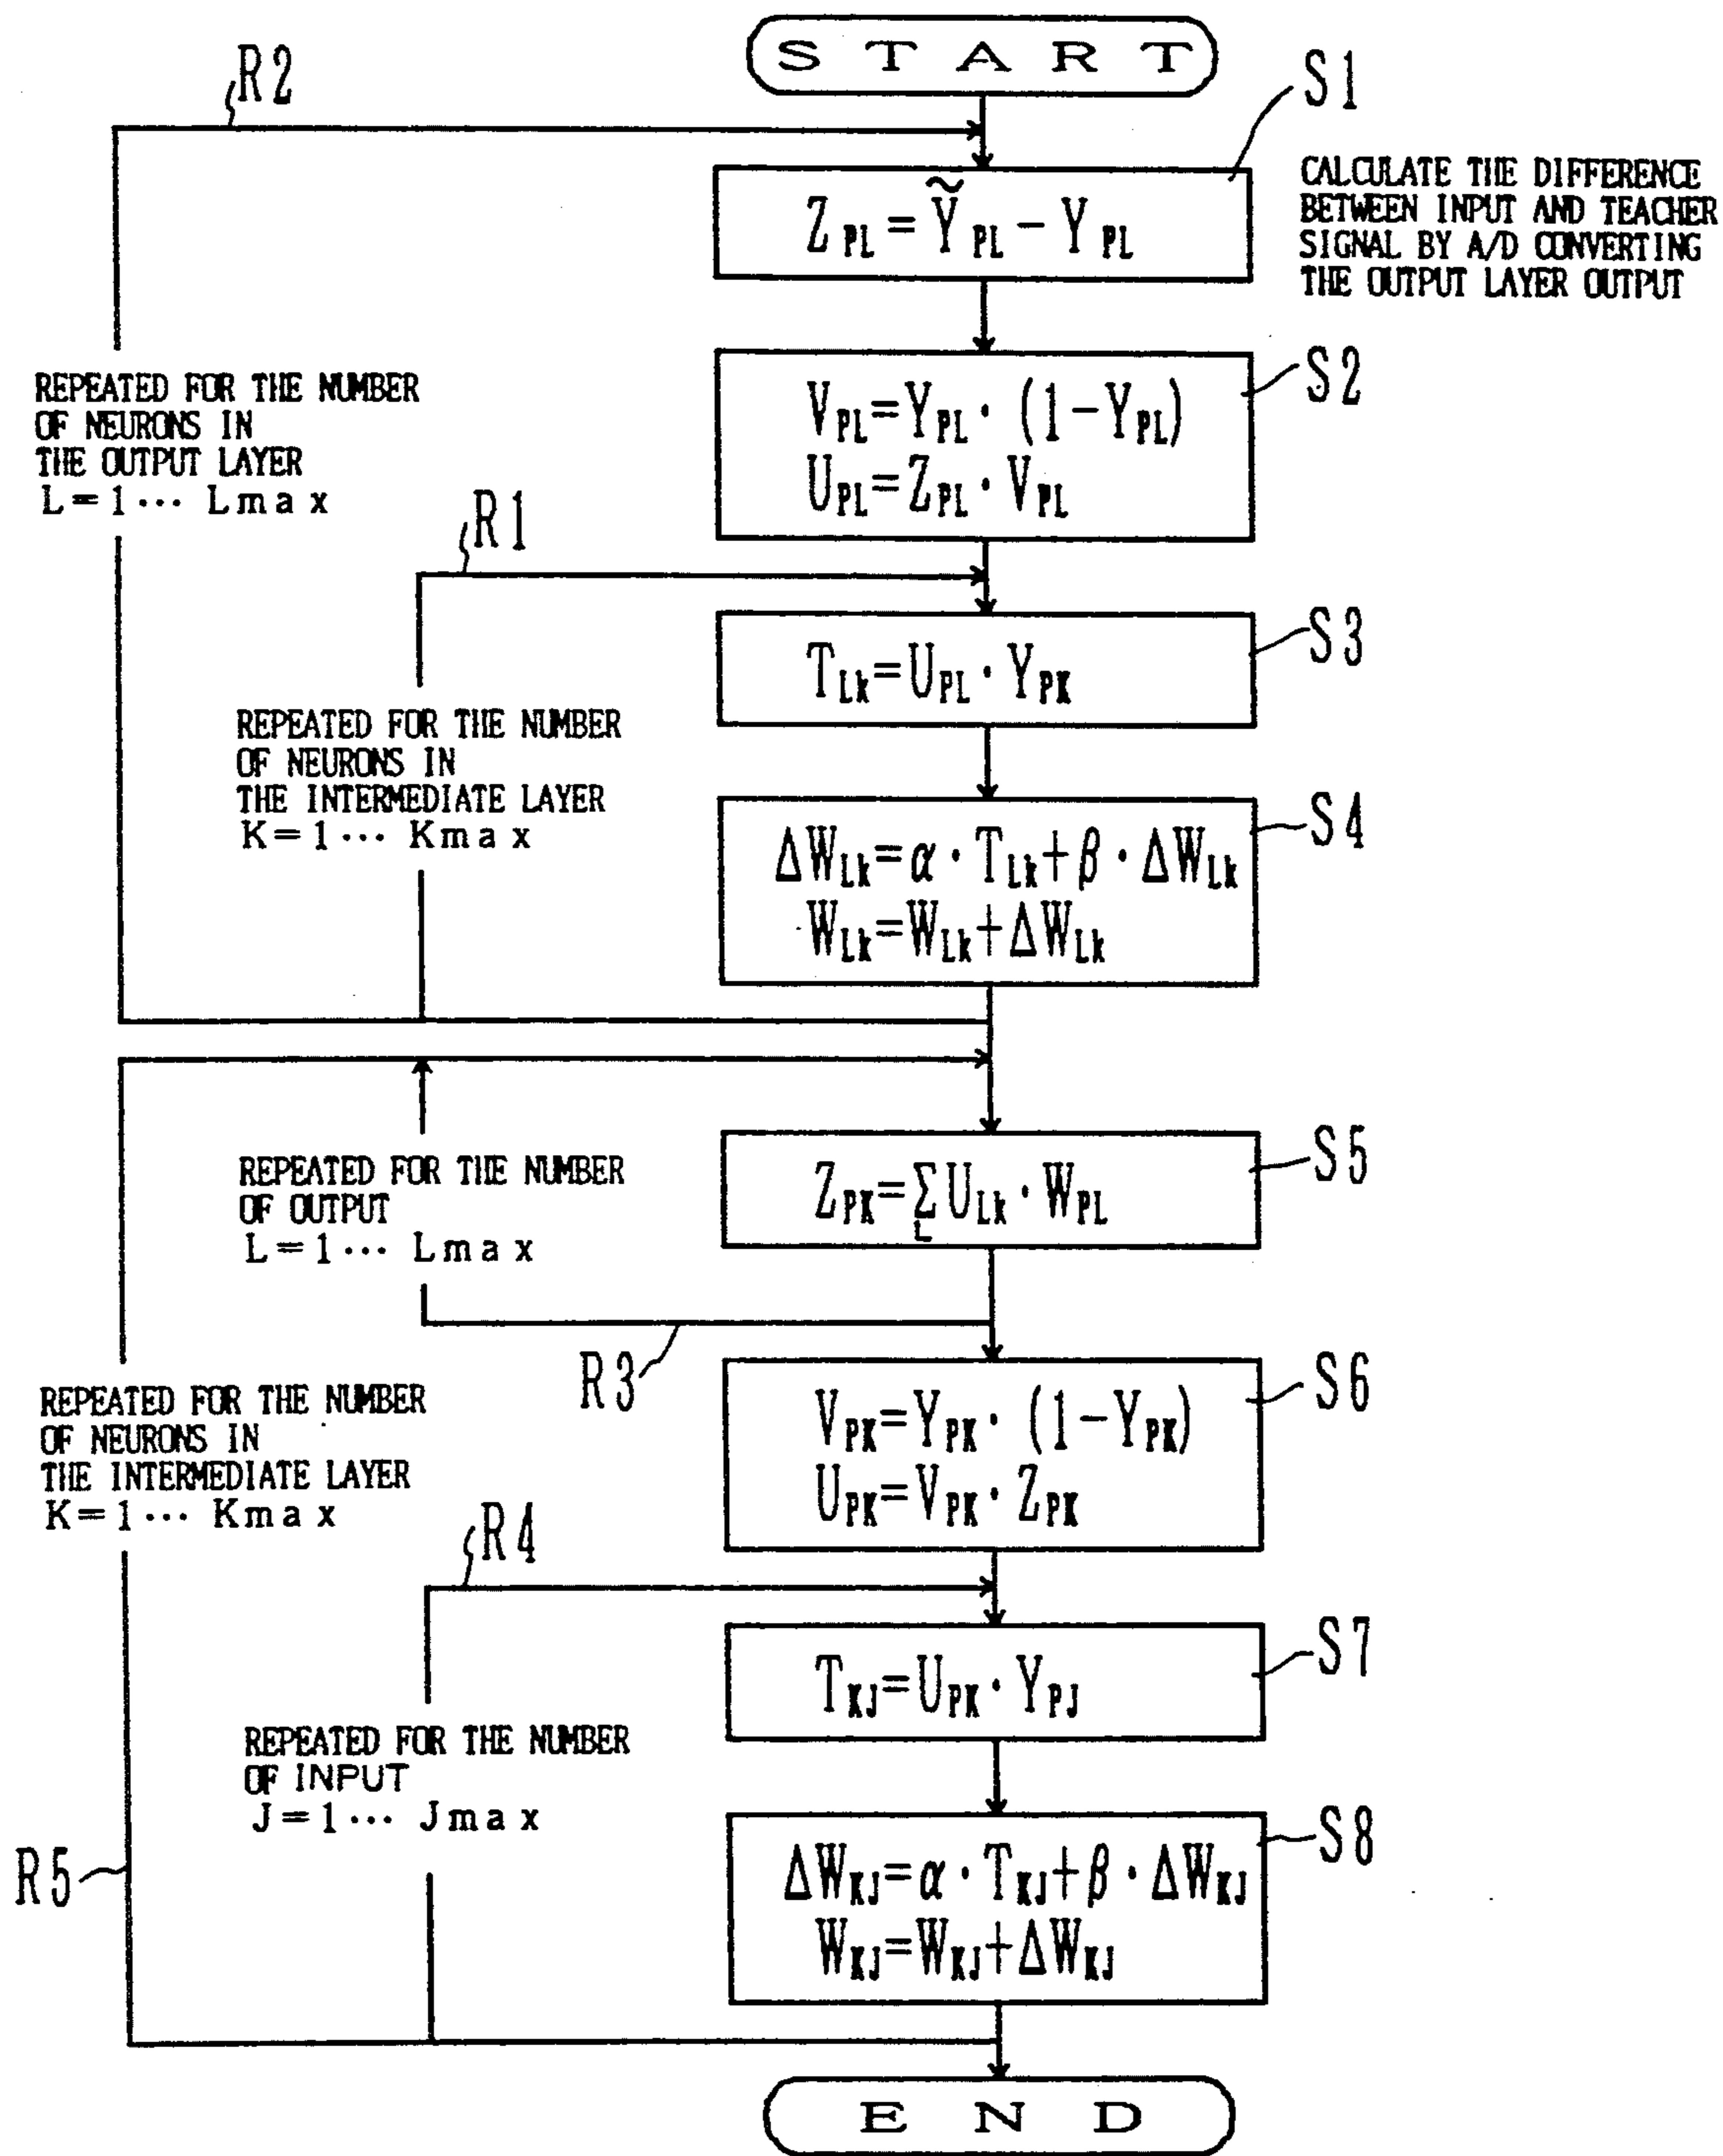 START
R2
S1
Z_PL = Ỹ_PL − Y_PL
CALCULATE THE DIFFERENCE
BETWEEN INPUT AND TEACHER
SIGNAL BY A/D CONVERTING
THE OUTPUT LAYER OUTPUT
S2
V_PL = Y_PL · (1 − Y_PL)
U_PL = Z_PL · V_PL
REPEATED FOR THE NUMBER
OF NEURONS IN
THE OUTPUT LAYER
L = 1 ··· Lmax
R1
S3
T_Lk = U_PL · Y_PK
REPEATED FOR THE NUMBER
OF NEURONS IN
THE INTERMEDIATE LAYER
K = 1 ··· Kmax
S4
ΔW_Lk = α · T_Lk + β · ΔW_Lk
W_Lk = W_Lk + ΔW_Lk
S5
Z_PK = Σ_L U_Lk · W_PL
REPEATED FOR THE NUMBER
OF OUTPUT
L = 1 ··· Lmax
R3
S6
V_PK = Y_PK · (1 − Y_PK)
U_PK = V_PK · Z_PK
REPEATED FOR THE NUMBER
OF NEURONS IN
THE INTERMEDIATE LAYER
K = 1 ··· Kmax
R4
S7
T_KJ = U_PK · Y_PJ
REPEATED FOR THE NUMBER
OF INPUT
J = 1 ··· Jmax
R5
S8
ΔW_KJ = α · T_KJ + β · ΔW_KJ
W_KJ = W_KJ + ΔW_KJ
END